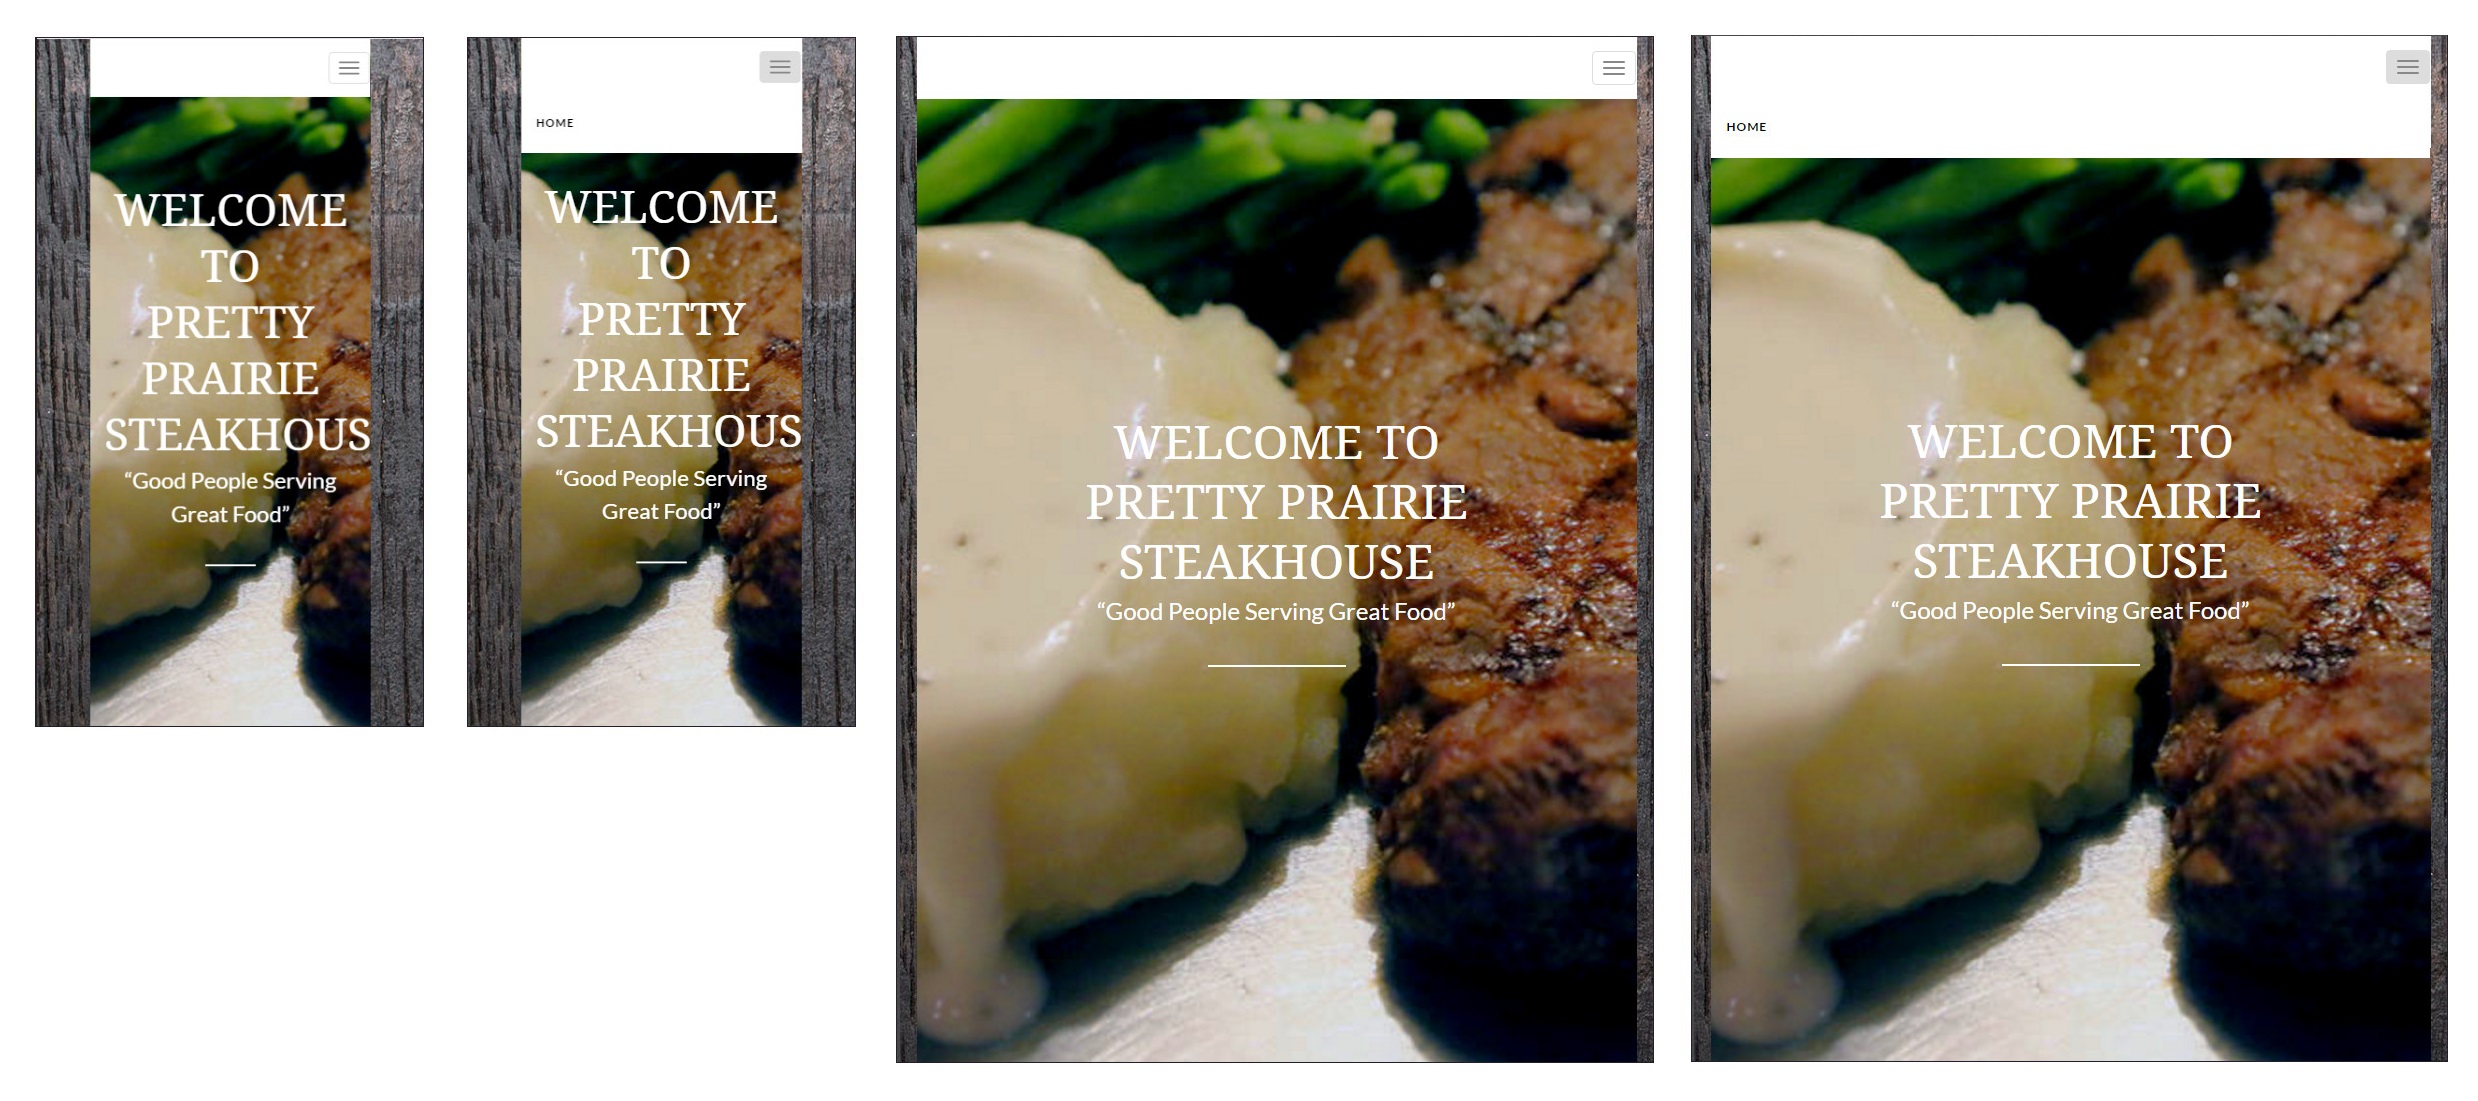 WELCOME
TO
PRETTY
PRAIRIE
STEAKHOUS
“Good People Serving
Great Food”
HOME
WELCOME
TO
PRETTY
PRAIRIE
STEAKHOUS
“Good People Serving
Great Food”
WELCOME TO
PRETTY PRAIRIE
STEAKHOUSE
“Good People Serving Great Food”
HOME
WELCOME TO
PRETTY PRAIRIE
STEAKHOUSE
“Good People Serving Great Food”